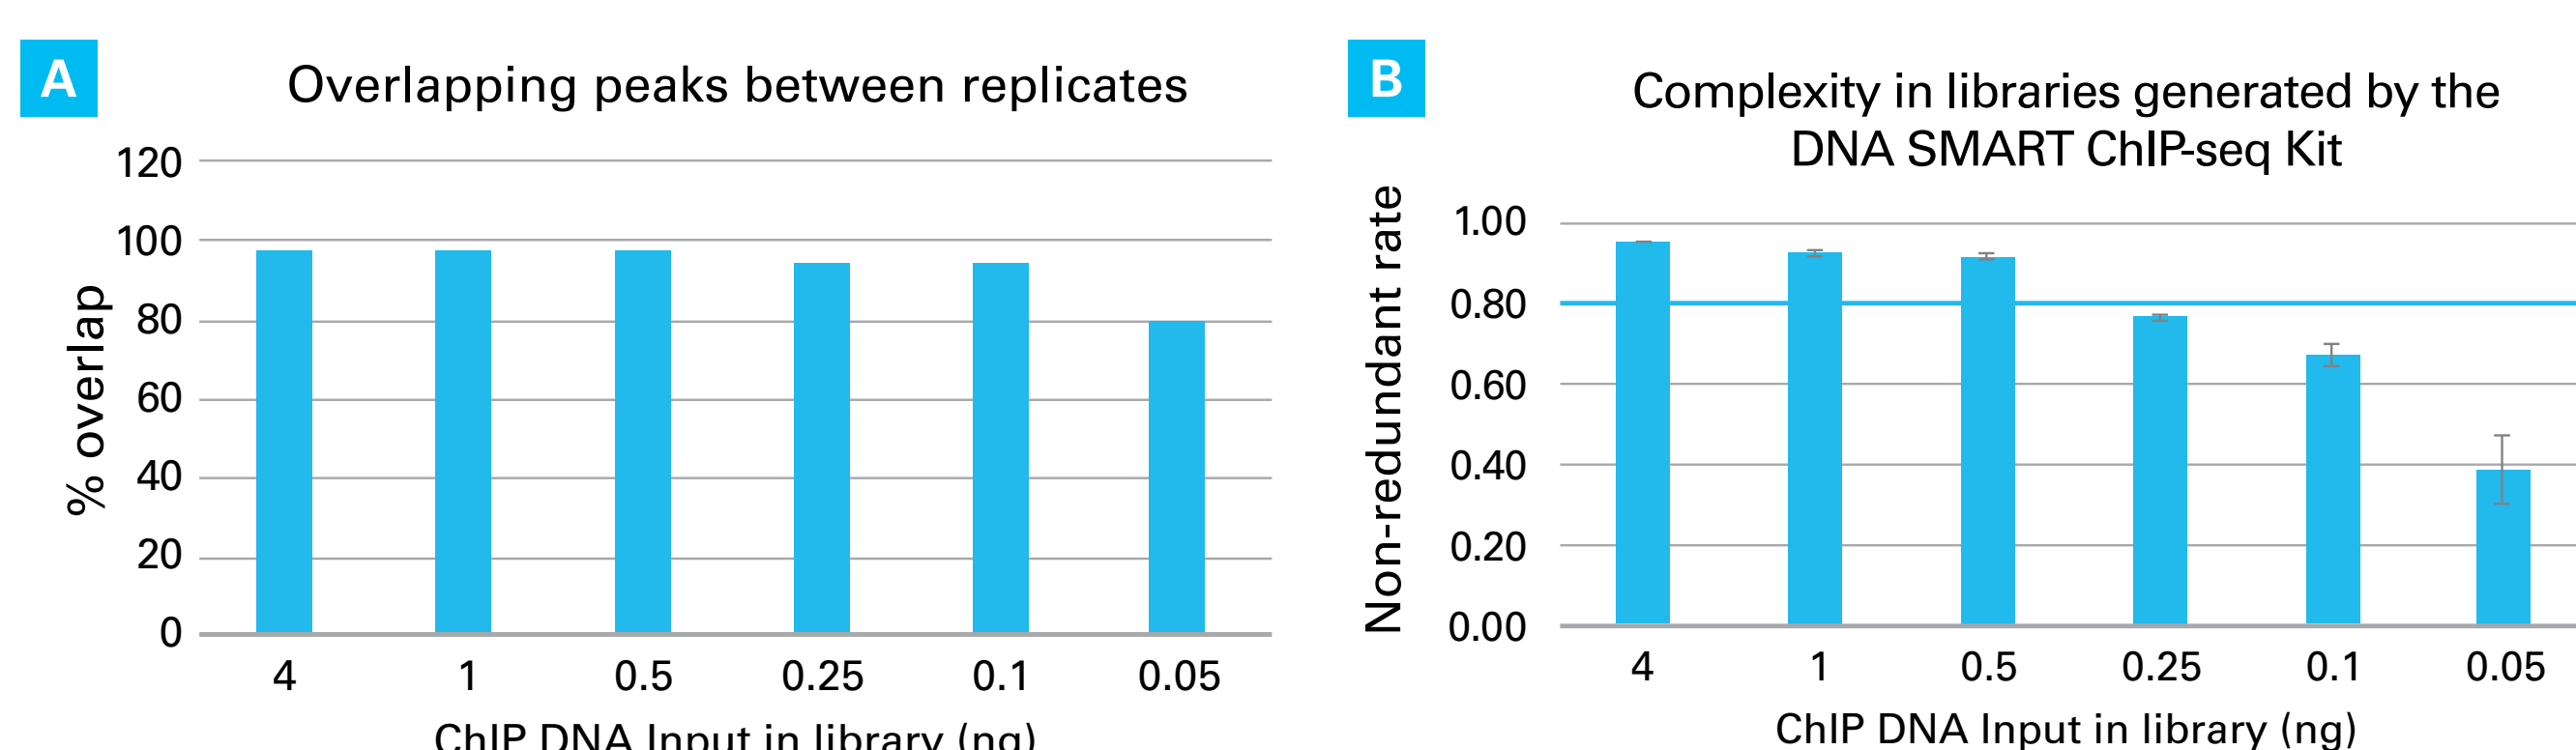 A
Overlapping peaks between replicates
120
100
80
60
40
20
0
% overlap
4 1 0.5 0.25 0.1 0.05
ChIP DNA Input in library (ng)
B
Complexity in libraries generated by the
DNA SMART ChIP-seq Kit
1.00
0.80
0.60
0.40
0.20
0.00
Non-redundant rate
4 1 0.5 0.25 0.1 0.05
ChIP DNA Input in library (ng)